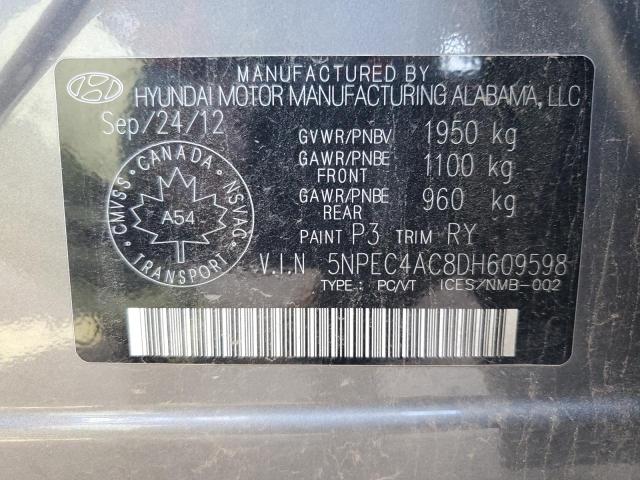 MANUFACTURED BY
HYUNDAI MOTOR MANUFACTURING ALABAMA, LLC
Sep/24/12
GVWR/PNBV 1950 kg
GAWR/PNBE FRONT 1100 kg
GAWR/PNBE REAR 960 kg
CANADA
CMVSS
NSVAC
A54
TRANSPORT
PAINT P3 TRIM RY
V.I.N 5NPEC4AC8DH609598
TYPE.: PC/VT ICES/NMB-002